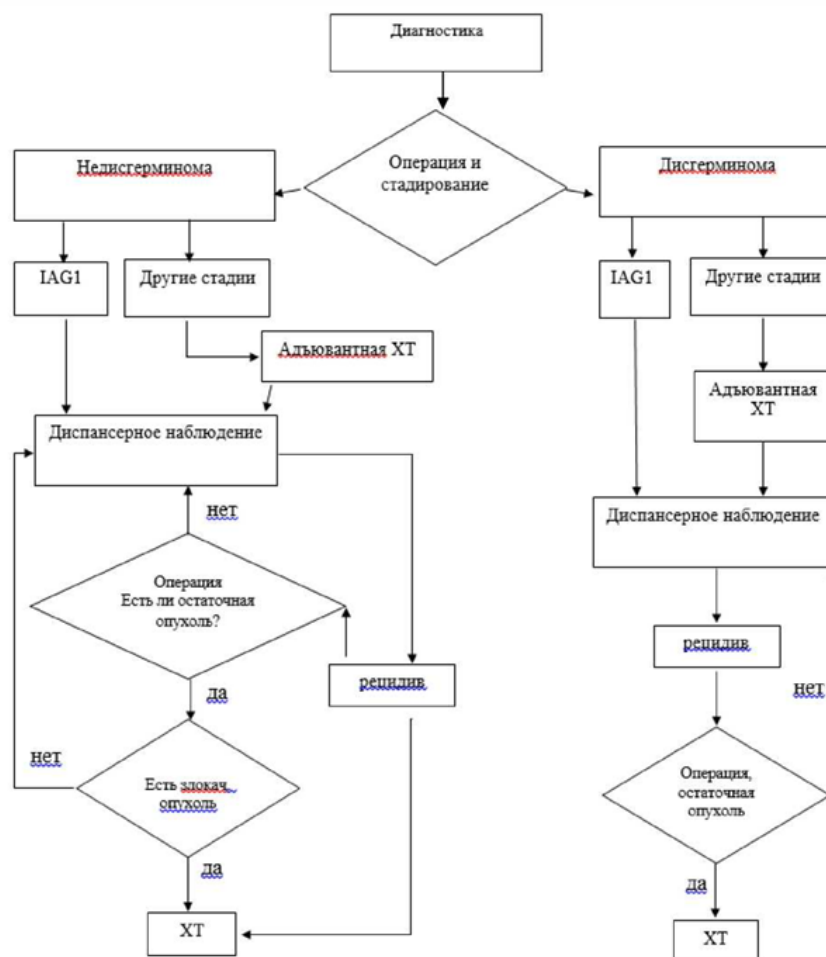 Диагностика
Операция и
стадирование
Недисгерминома
Дисгерминома
IAG1
Другие стадии
IAG1
Другие стадии
Адъювантная ХТ
Адъювантная
ХТ
Диспансерное наблюдение
Диспансерное наблюдение
нет
Операция
Есть ли остаточная
опухоль?
рецидив
рецидив
да
нет
нет
Есть злокач.
опухоль
Операция,
остаточная
опухоль
да
да
ХТ
ХТ